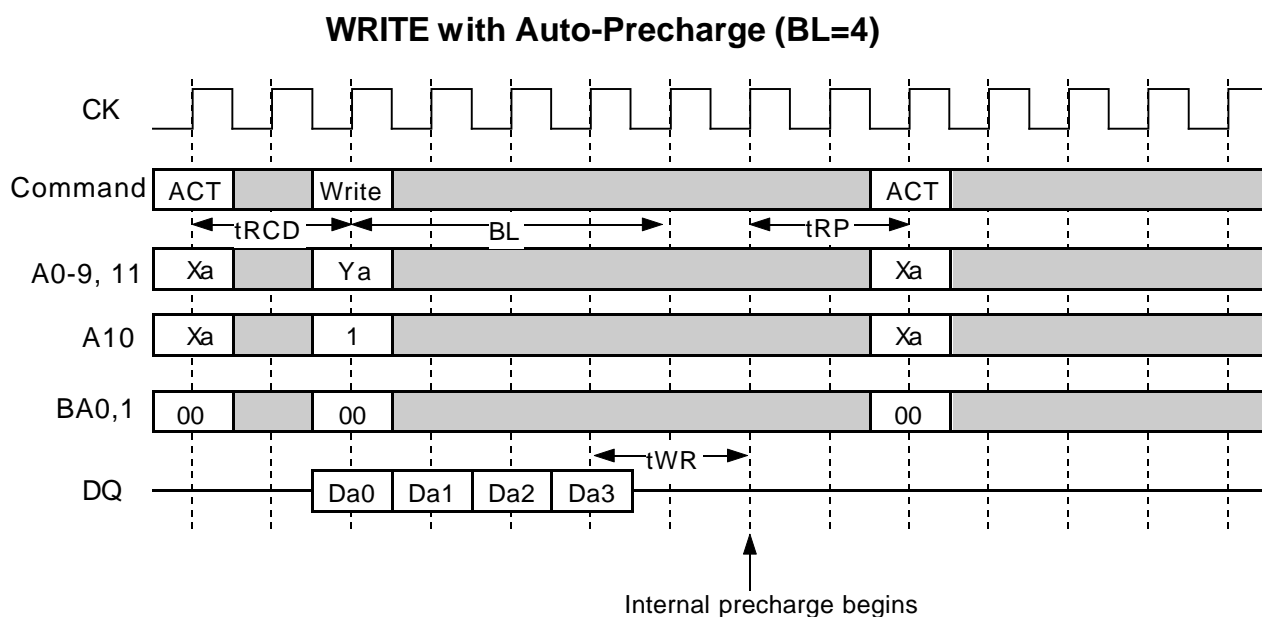 WRITE with Auto-Precharge (BL=4)
CK
Command ACT Write ACT
tRCD BL tRP
A0-9, 11 Xa Ya Xa
A10 Xa 1 Xa
BA0,1 00 00 00
tWR
DQ Da0 Da1 Da2 Da3
Internal precharge begins